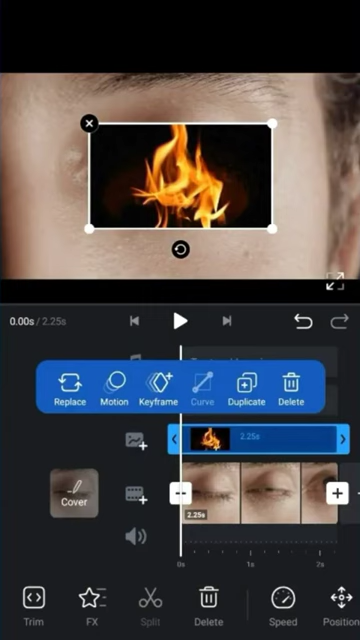 0.00s / 2.25s
Replace Motion Keyframe Curve Duplicate Delete
2.25s
Cover
2.25s
0s 1s 2s
Trim FX Split Delete Speed Position